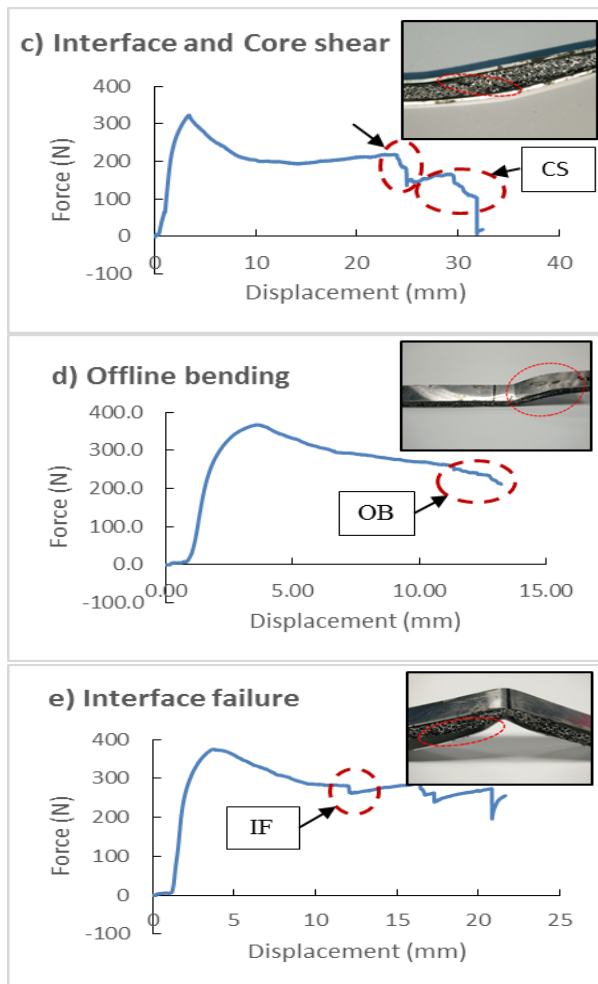 c) Interface and Core shear
400
300
200
100
0
-100
0 10 20 30 40
Force (N)
Displacement (mm)
CS
d) Offline bending
400.0
300.0
200.0
100.0
0.0
-100.0
0.00 5.00 10.00 15.00
Force (N)
Displacement (mm)
OB
e) Interface failure
400
300
200
100
0
-100
0 5 10 15 20 25
Force (N)
Displacement (mm)
IF